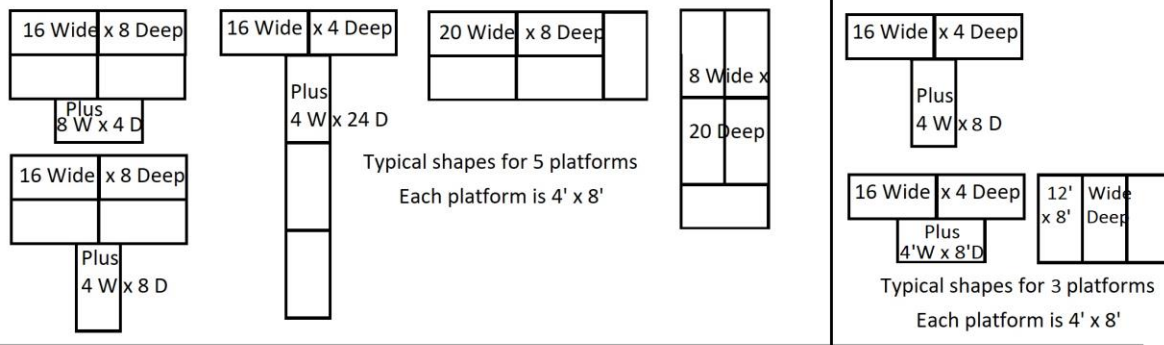 16 Wide x 8 Deep
Plus
8 W x 4 D
16 Wide x 8 Deep
Plus
4 W x 8 D
16 Wide x 4 Deep
Plus
4 W x 24 D
20 Wide x 8 Deep
8 Wide x
20 Deep
Typical shapes for 5 platforms
Each platform is 4' x 8'
16 Wide x 4 Deep
Plus
4 W x 8 D
16 Wide x 4 Deep
Plus
4'W x 8'D
12' Wide
x 8' Deep
Typical shapes for 3 platforms
Each platform is 4' x 8'